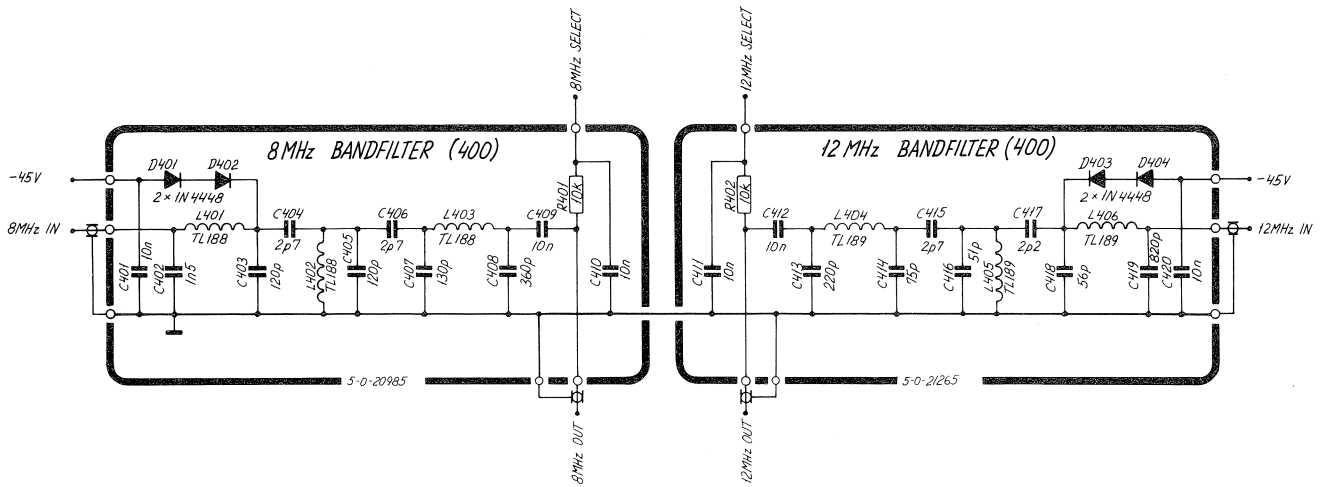 8MHz SELECT
12MHz SELECT
8MHz BANDFILTER (400)
-45V
D401
D402
2 × 1N4448
8MHz IN
L401
TL188
C401
10n
C402
1n5
C403
120p
C404
2p7
L402
TL188
C405
120p
C406
2p7
C407
130p
L403
TL188
C408
360p
C409
10n
R401
10k
C410
10n
5-0-20985
8MHz OUT
12MHz BANDFILTER (400)
R402
10k
C411
10n
C412
10n
C413
220p
L404
TL189
C414
75p
C415
2p7
C416
51p
L405
TL189
C417
2p2
C418
56p
D403
D404
2 × 1N4448
L406
TL189
C419
820p
C420
10n
-45V
12MHz IN
5-0-21265
12MHz OUT